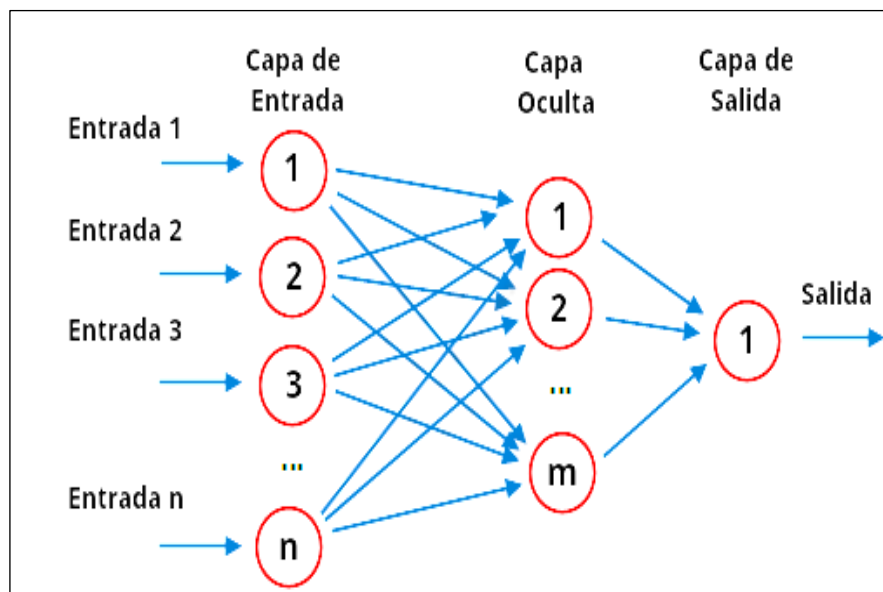 Capa de
Entrada
Capa
Oculta
Capa de
Salida
Entrada 1
1
Entrada 2
2
Entrada 3
3
...
Entrada n
n
1
2
...
m
1
Salida